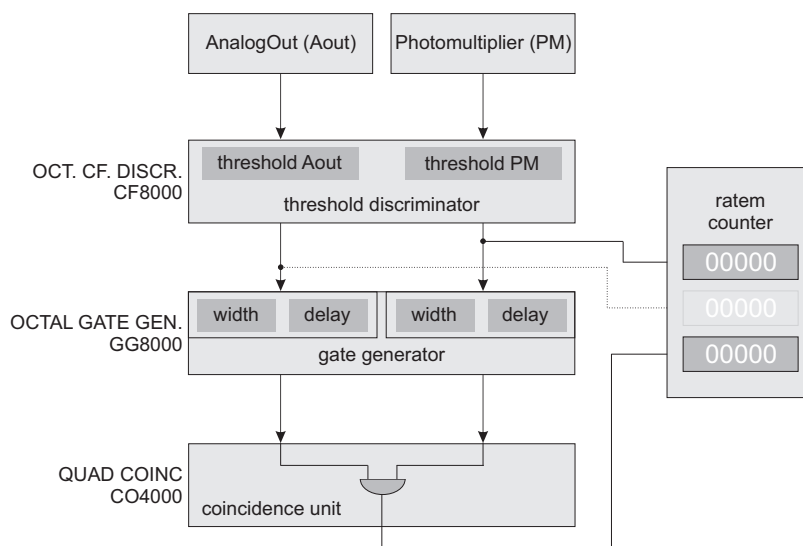 AnalogOut (Aout)
Photomultiplier (PM)
OCT. CF. DISCR.
CF8000
threshold Aout
threshold PM
threshold discriminator
ratem
counter
00000
00000
00000
OCTAL GATE GEN.
GG8000
width
delay
width
delay
gate generator
QUAD COINC
CO4000
coincidence unit